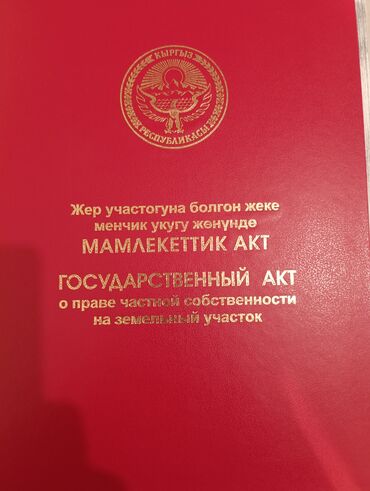 КЫРГЫЗ
РЕСПУБЛИКАСЫ
Жер участогуна болгон жеке
менчик укугу жөнүндө
МАМЛЕКЕТТИК АКТ
ГОСУДАРСТВЕННЫЙ АКТ
о праве частной собственности
на земельный участок